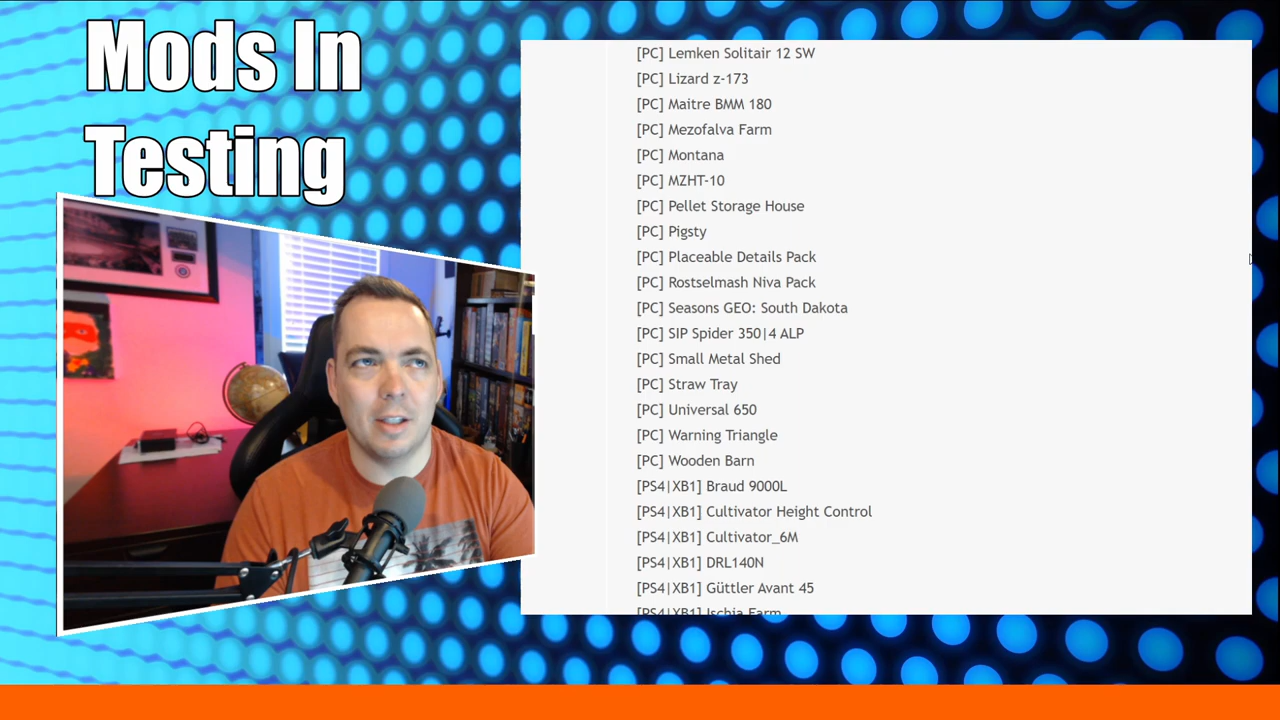 Mods In
Testing
[PC] Lemken Solitair 12 SW
[PC] Lizard z-173
[PC] Maitre BMM 180
[PC] Mezofalva Farm
[PC] Montana
[PC] MZHT-10
[PC] Pellet Storage House
[PC] Pigsty
[PC] Placeable Details Pack
[PC] Rostselmash Niva Pack
[PC] Seasons GEO: South Dakota
[PC] SIP Spider 350|4 ALP
[PC] Small Metal Shed
[PC] Straw Tray
[PC] Universal 650
[PC] Warning Triangle
[PC] Wooden Barn
[PS4|XB1] Braud 9000L
[PS4|XB1] Cultivator Height Control
[PS4|XB1] Cultivator_6M
[PS4|XB1] DRL140N
[PS4|XB1] Güttler Avant 45
[PS4|XB1] Ischia Farm